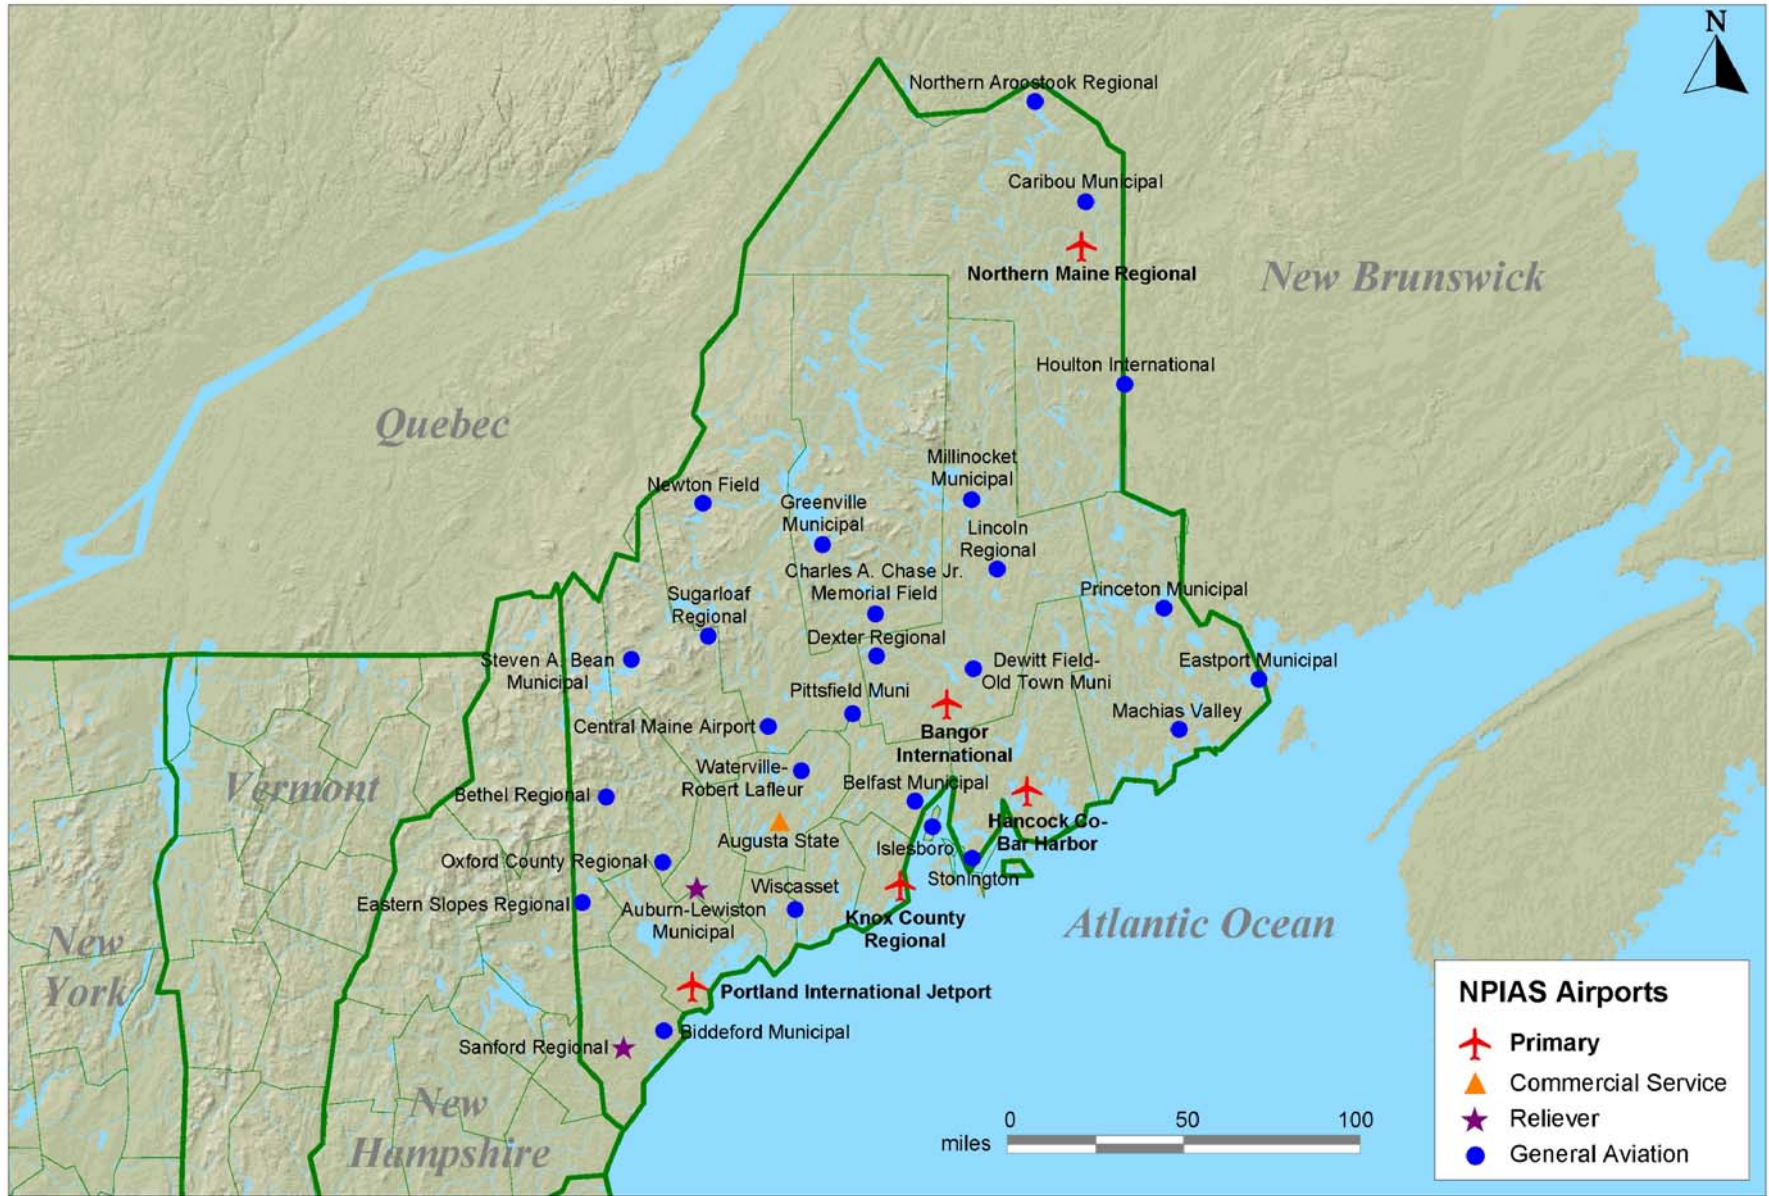 N
Northern Aroostook Regional
Caribou Municipal
Northern Maine Regional
New Brunswick
Houlton International
Quebec
Millinocket
Municipal
Newton Field
Greenville
Municipal
Lincoln
Regional
Charles A. Chase Jr.
Memorial Field
Princeton Municipal
Sugarloaf
Regional
Dexter Regional
Steven A. Bean
Municipal
Dewitt Field-
Old Town Muni
Eastport Municipal
Pittsfield Muni
Machias Valley
Central Maine Airport
Bangor
International
Waterville-
Robert Lafleur
Belfast Municipal
Vermont
Bethel Regional
Hancock Co-
Bar Harbor
Augusta State
Islesboro
Oxford County Regional
Stonington
Wiscasset
Eastern Slopes Regional
Auburn-Lewiston
Municipal
Knox County
Regional
Atlantic Ocean
New
York
Portland International Jetport
Biddeford Municipal
Sanford Regional
New
Hampshire
NPIAS Airports
Primary
Commercial Service
Reliever
General Aviation
0 50 100
miles